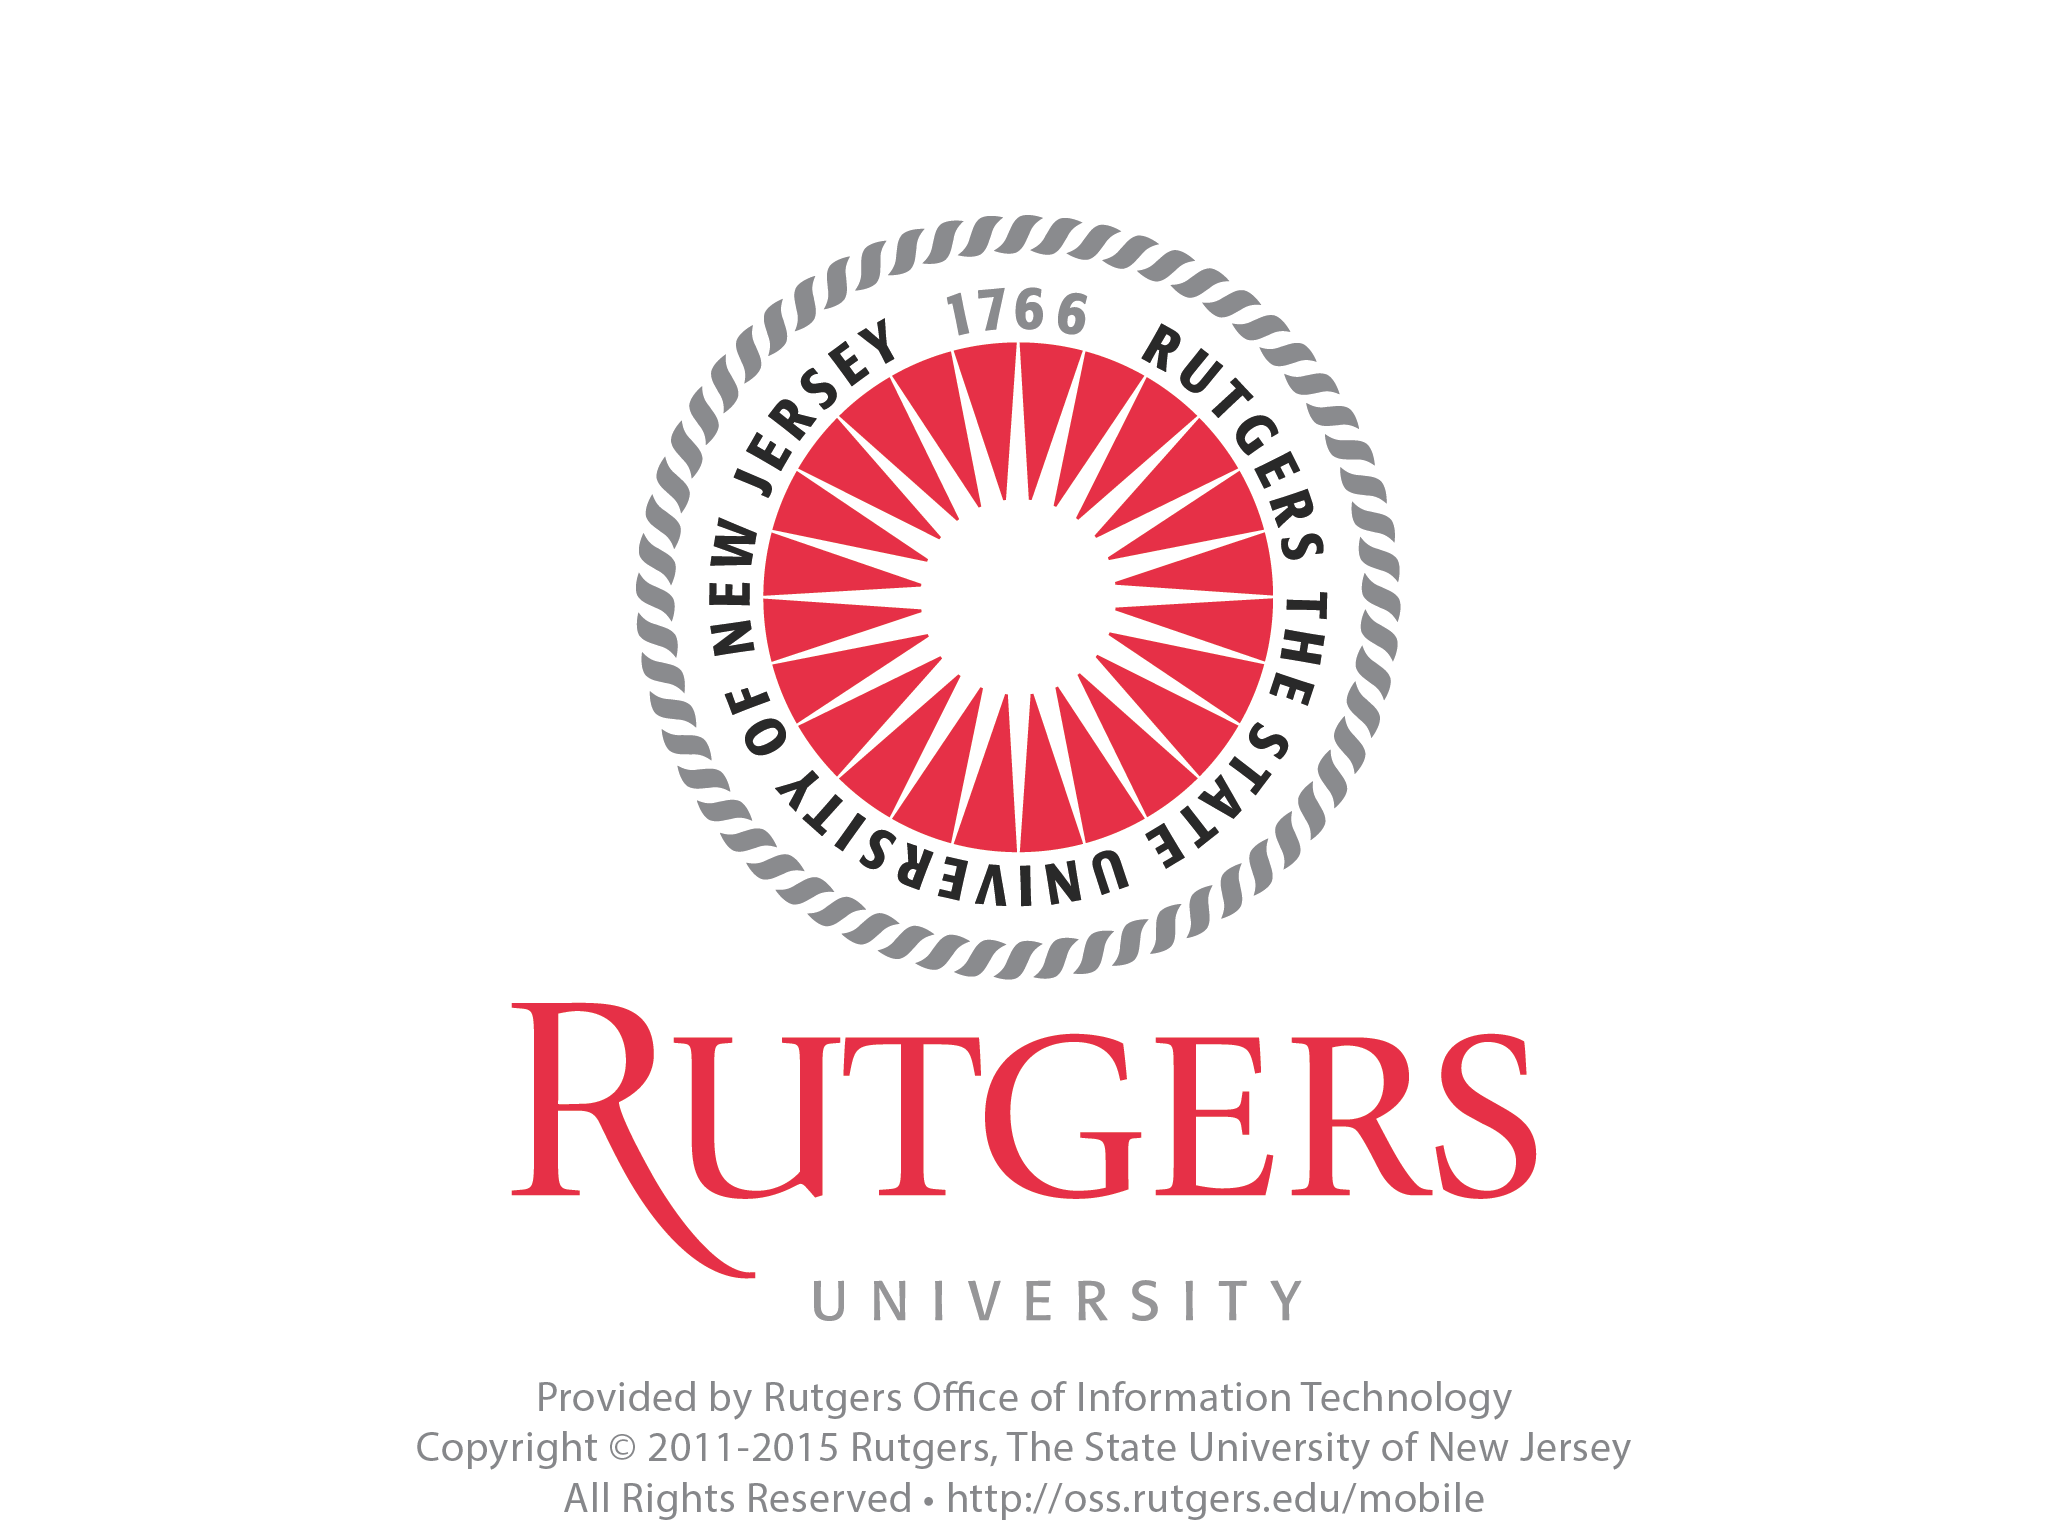 1766
RUTGERS THE STATE UNIVERSITY OF NEW JERSEY
RUTGERS
UNIVERSITY
Provided by Rutgers Office of Information Technology
Copyright © 2011-2015 Rutgers, The State University of New Jersey
All Rights Reserved • http://oss.rutgers.edu/mobile